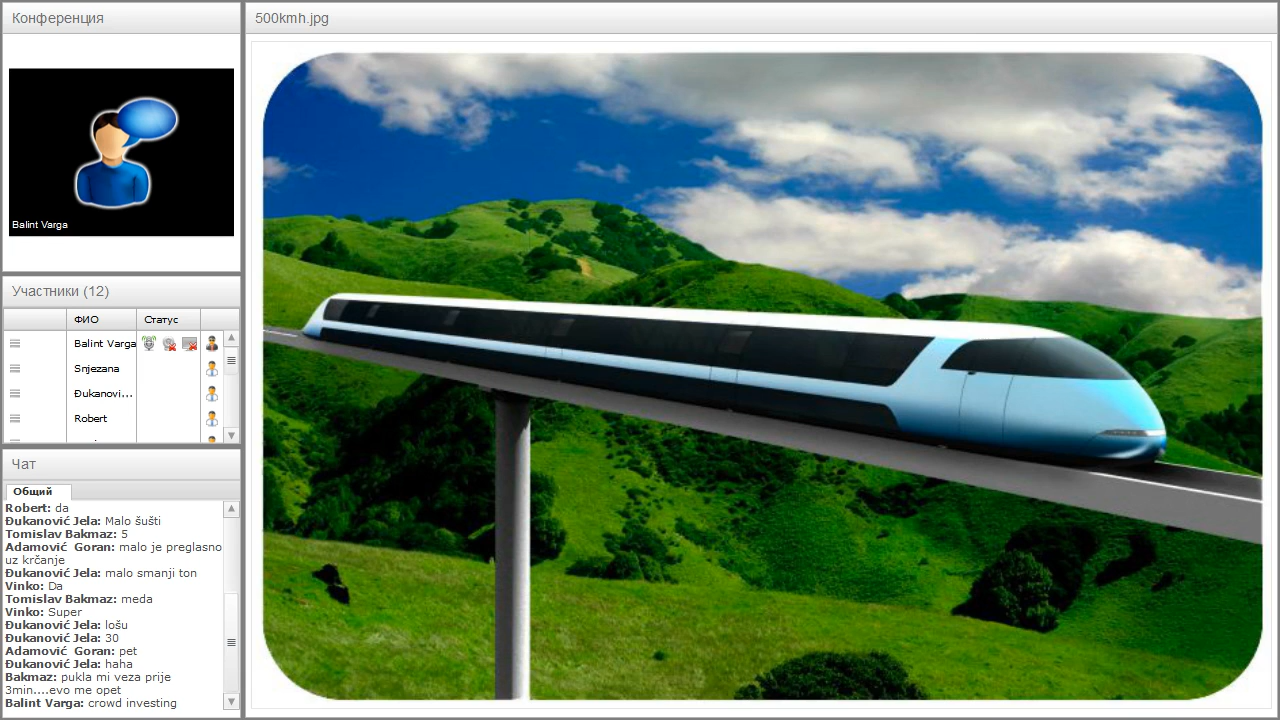 Конференция
500kmh.jpg
Balint Varga
Участники (12)
ФИО Статус
Balint Varga
Snjezana
Đukanovi...
Robert
Чат
Общий
Robert: da
Đukanović Jela: Malo šušti
Tomislav Bakmaz: 5
Adamović Goran: malo je preglasno
uz krčanje
Đukanović Jela: malo smanji ton
Vinko: Da
Tomislav Bakmaz: meda
Vinko: Super
Đukanović Jela: lošu
Đukanović Jela: 30
Adamović Goran: pet
Đukanović Jela: haha
Bakmaz: pukla mi veza prije
3min....evo me opet
Balint Varga: crowd investing